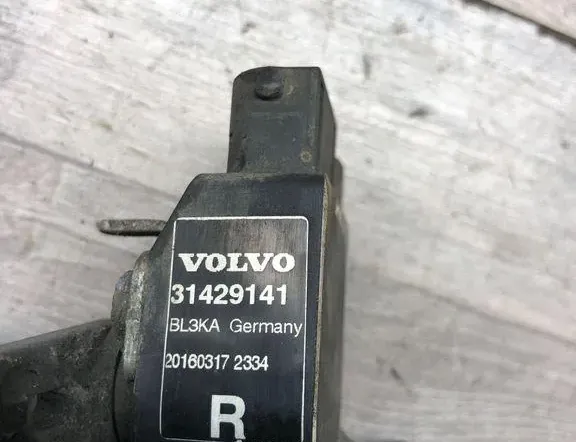 VOLVO
31429141
BL3KA Germany
20160317 2334
R